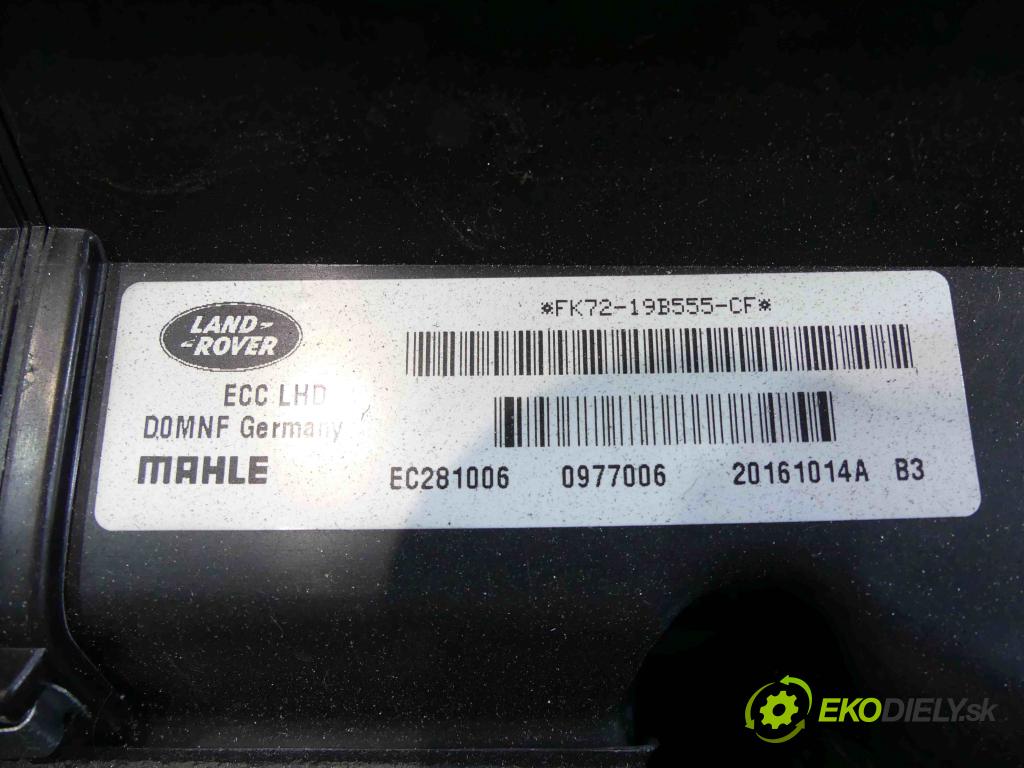 *FK72-19B555-CF*
LAND-
-ROVER
ECC LHD
D0MNF Germany
MAHLE
EC281006 0977006 20161014A B3
EKODIELY.sk